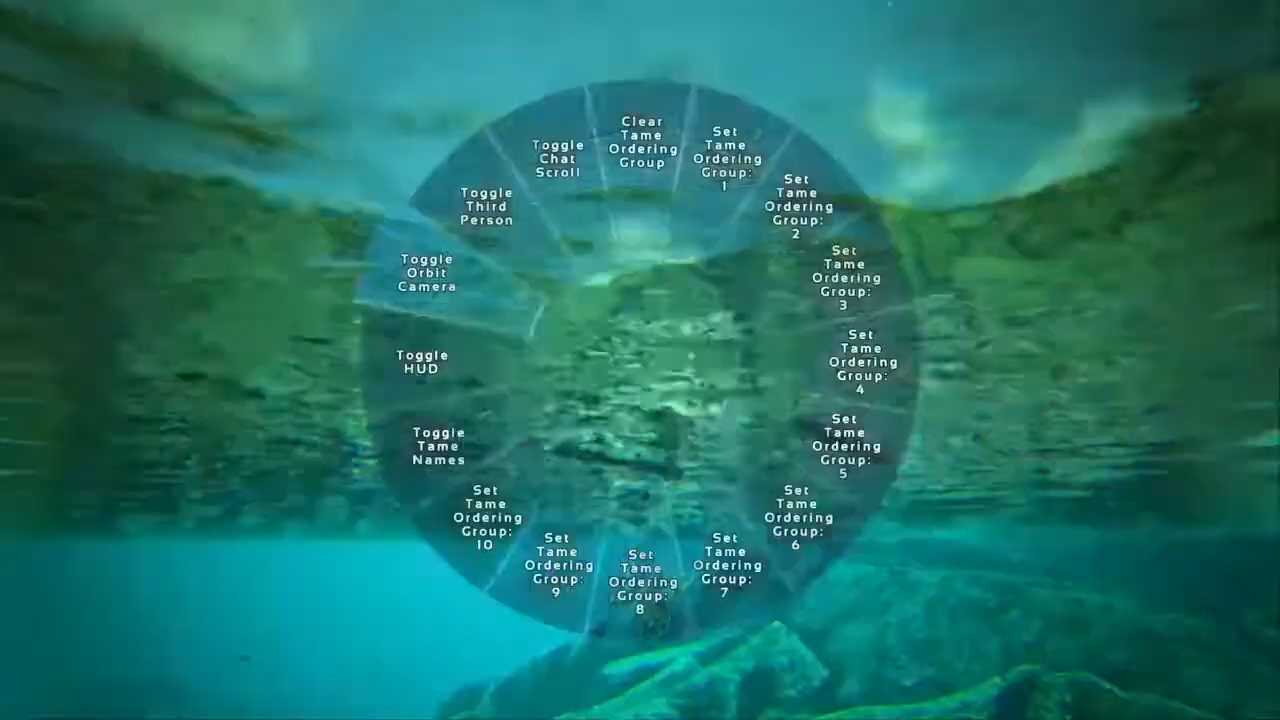 Clear
Tame
Ordering
Group
Set
Tame
Ordering
Group:
1
Set
Tame
Ordering
Group:
2
Set
Tame
Ordering
Group:
3
Set
Tame
Ordering
Group:
4
Set
Tame
Ordering
Group:
5
Set
Tame
Ordering
Group:
6
Set
Tame
Ordering
Group:
7
Set
Tame
Ordering
Group:
8
Set
Tame
Ordering
Group:
9
Set
Tame
Ordering
Group:
10
Toggle
Tame
Names
Toggle
HUD
Toggle
Orbit
Camera
Toggle
Third
Person
Toggle
Chat
Scroll